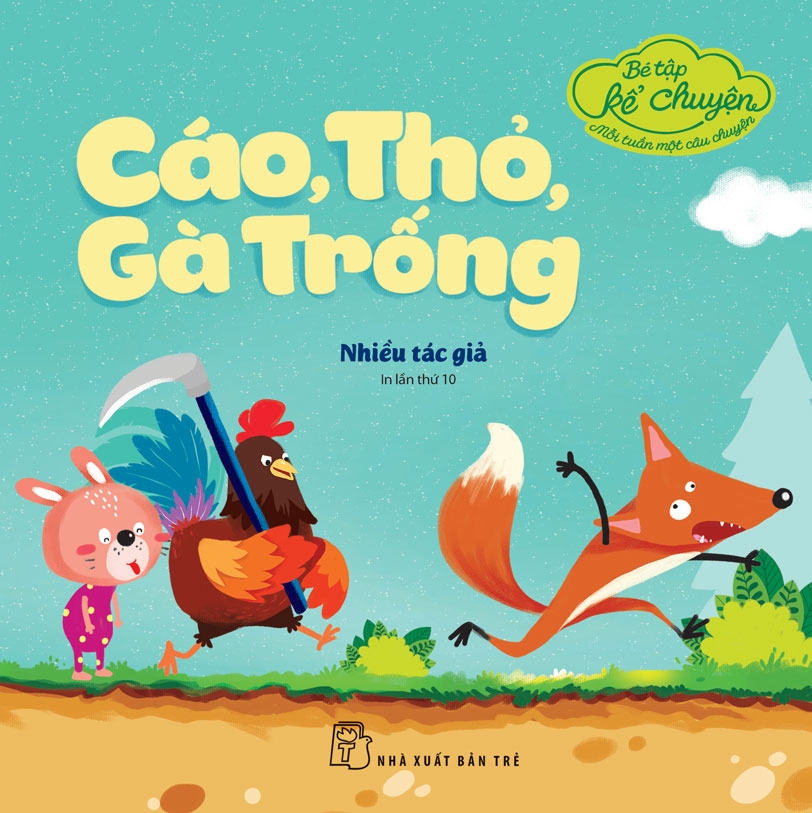 Bé tập
kể chuyện
Mỗi tuần một câu chuyện
Cáo, Thỏ,
Gà Trống
Nhiều tác giả
In lần thứ 10
T
NHÀ XUẤT BẢN TRẺ